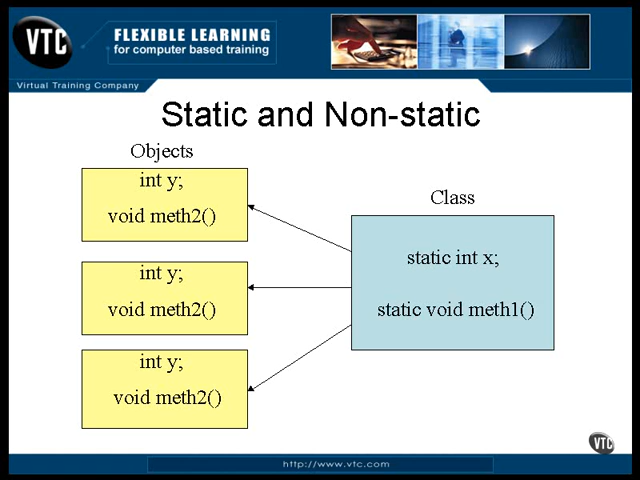 VTC
FLEXIBLE LEARNING
for computer based training
Virtual Training Company
Static and Non-static
Objects
int y;
void meth2()
int y;
void meth2()
int y;
void meth2()
Class
static int x;
static void meth1()
VTC
http://www.vtc.com